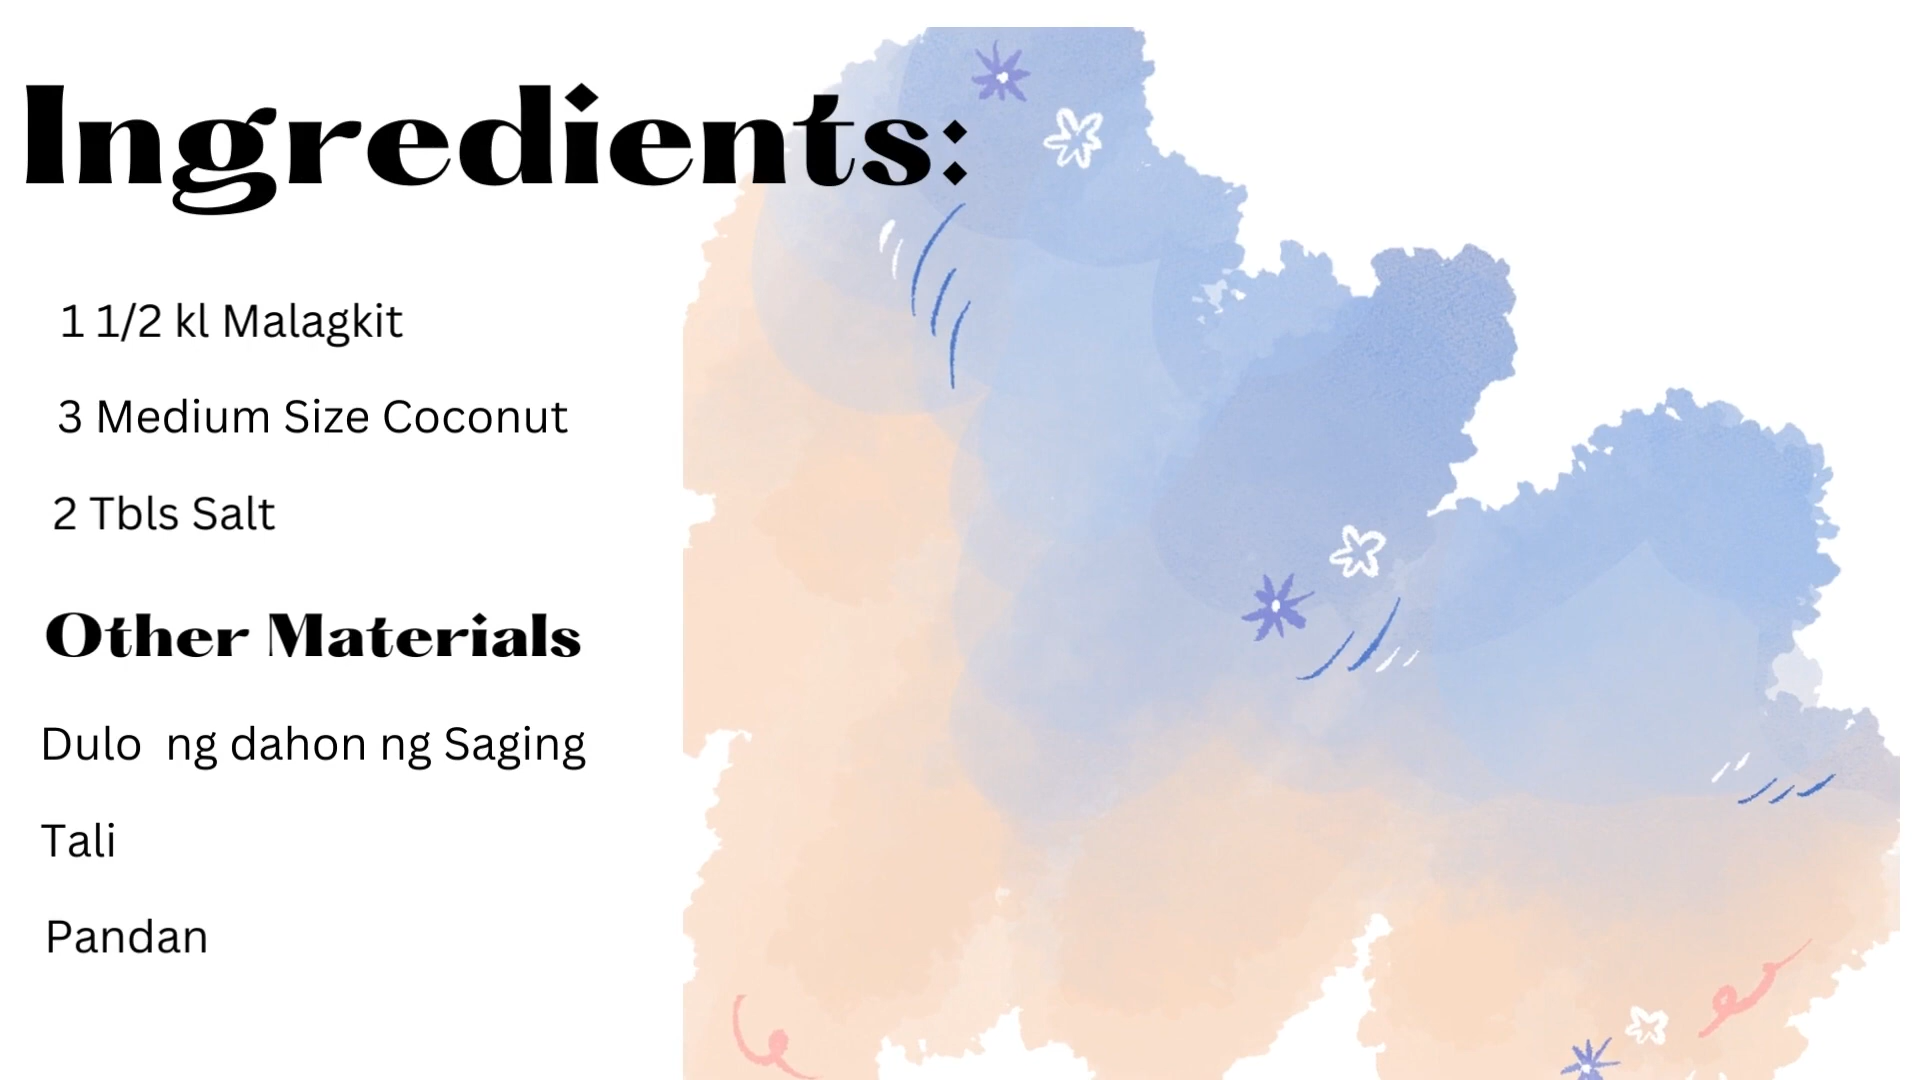 Ingredients:
1 1/2 kl Malagkit
3 Medium Size Coconut
2 Tbls Salt
Other Materials
Dulo ng dahon ng Saging
Tali
Pandan